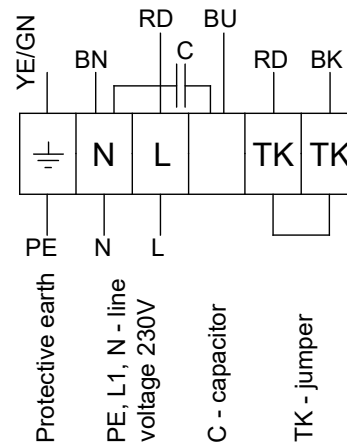 YE/GN
BN
RD
C
BU
RD
BK
N
L
TK
TK
PE
N
L
Protective earth
PE, L1, N - line
voltage 230V
C - capacitor
TK - jumper